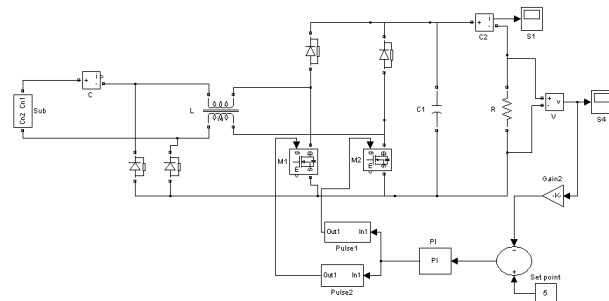 C2
S1
C
Cn1
Cn2
Sub
L
C1
R
V
S4
M1
M2
Gain2
-K-
Out1 In1
Pulse1
PI
PI
Out1 In1
Pulse2
Set point
5